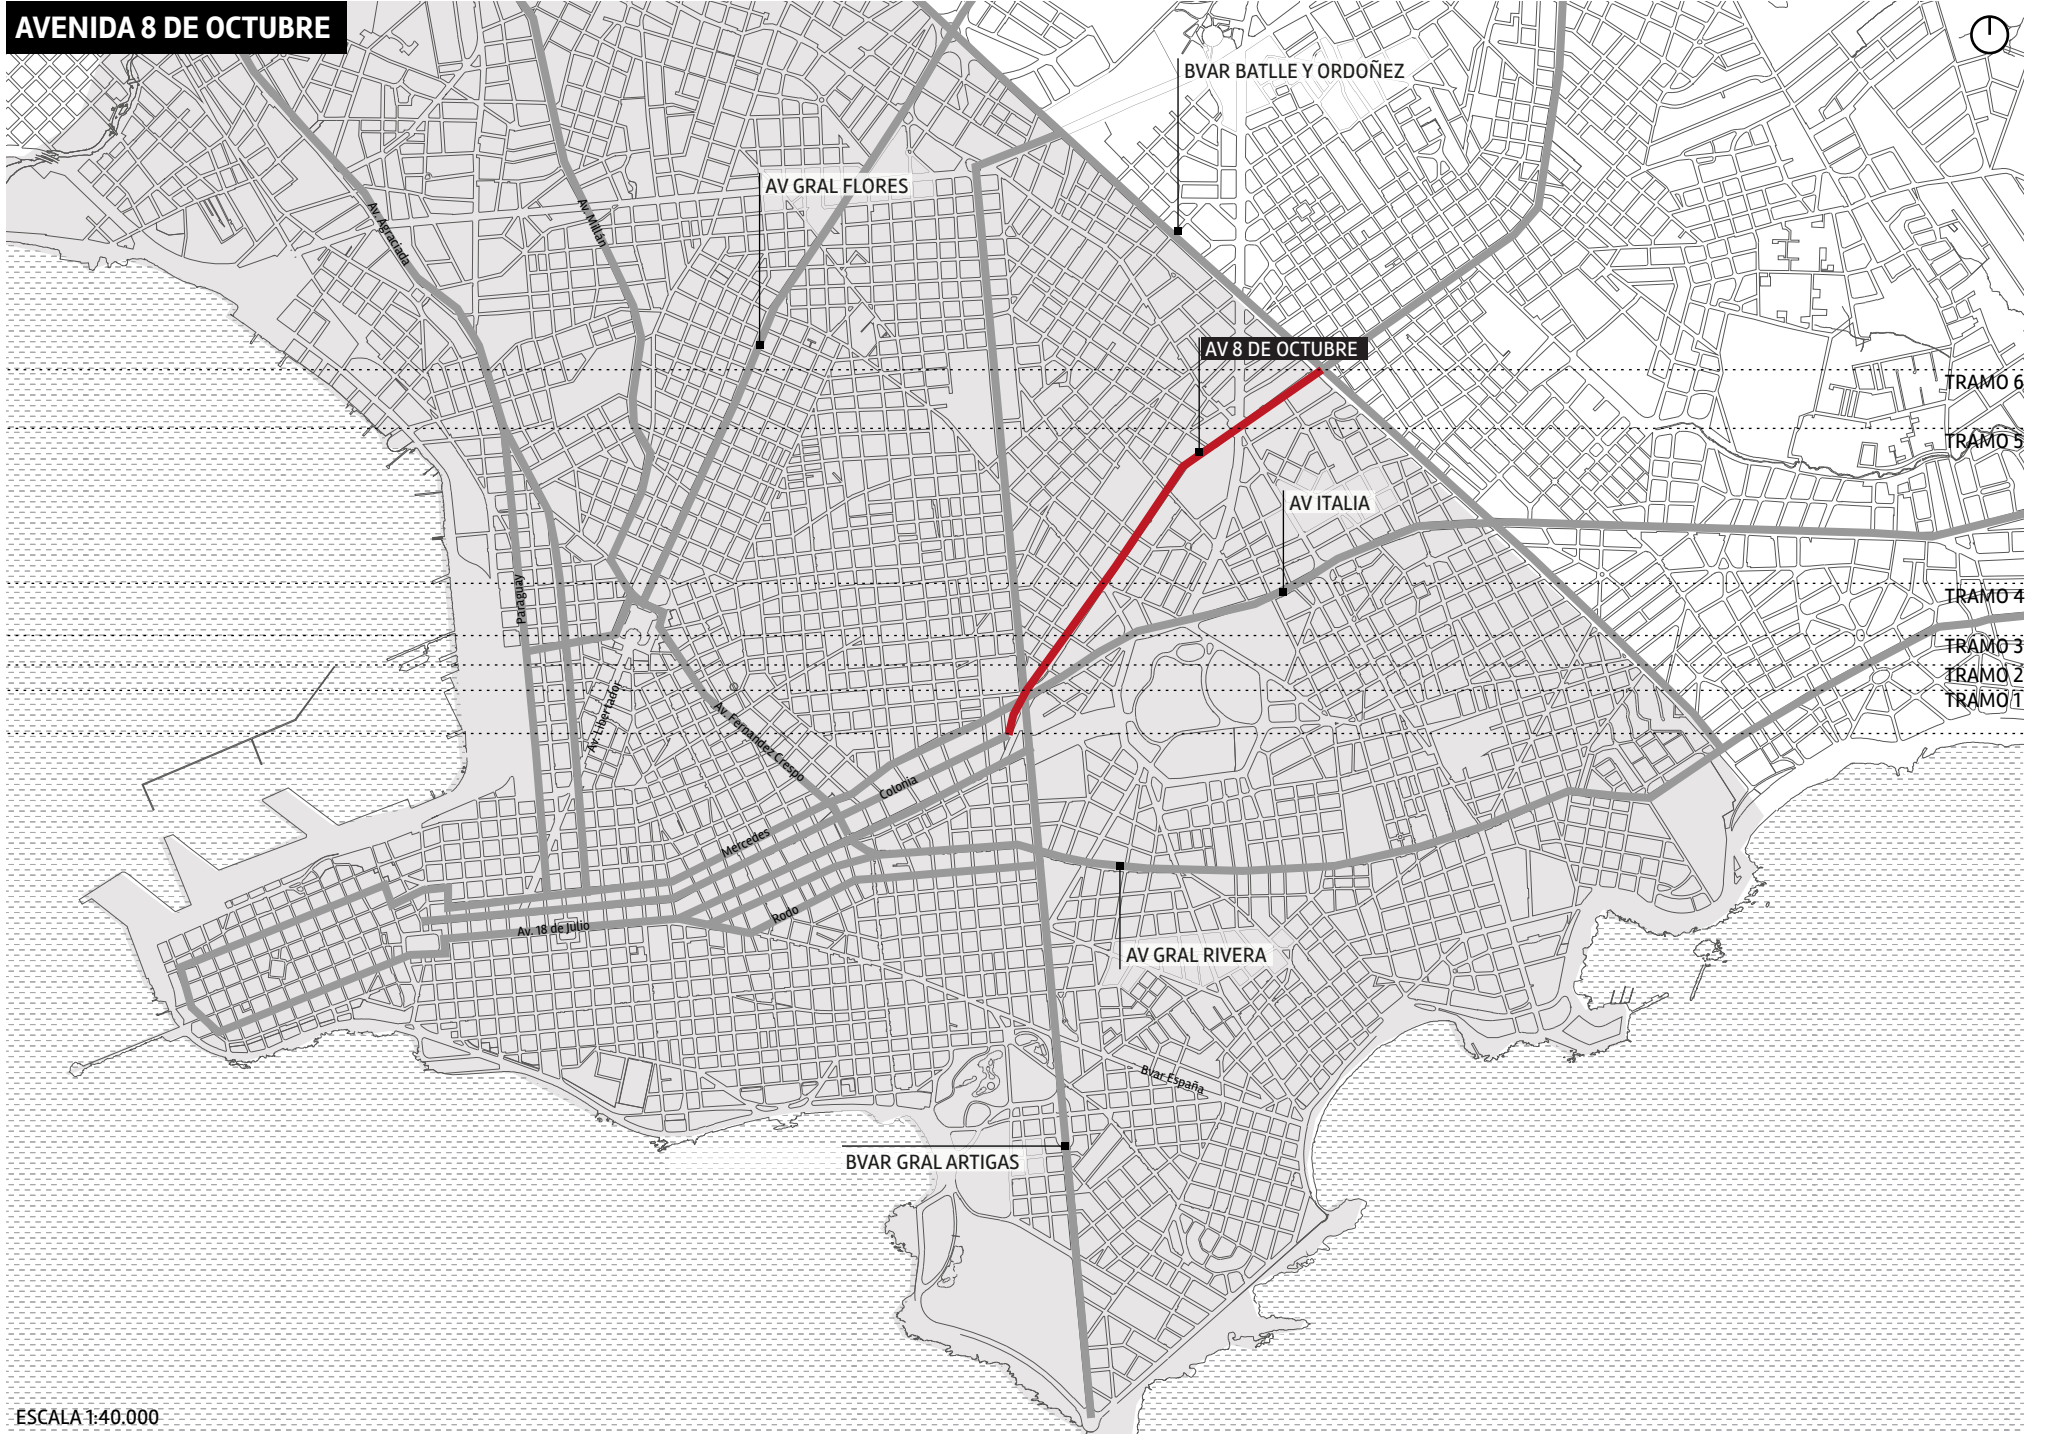 AVENIDA 8 DE OCTUBRE
BVAR BATLLE Y ORDOÑEZ
AV GRAL FLORES
Av. Agraciada
Av. Millán
AV 8 DE OCTUBRE
TRAMO 6
TRAMO 5
AV ITALIA
Paraguay
TRAMO 4
TRAMO 3
TRAMO 2
TRAMO 1
Av. Libertador
Av. Fernandez Crespo
Colonia
Mercedes
Rodo
Av. 18 de Julio
AV GRAL RIVERA
Bvar España
BVAR GRAL ARTIGAS
ESCALA 1:40.000